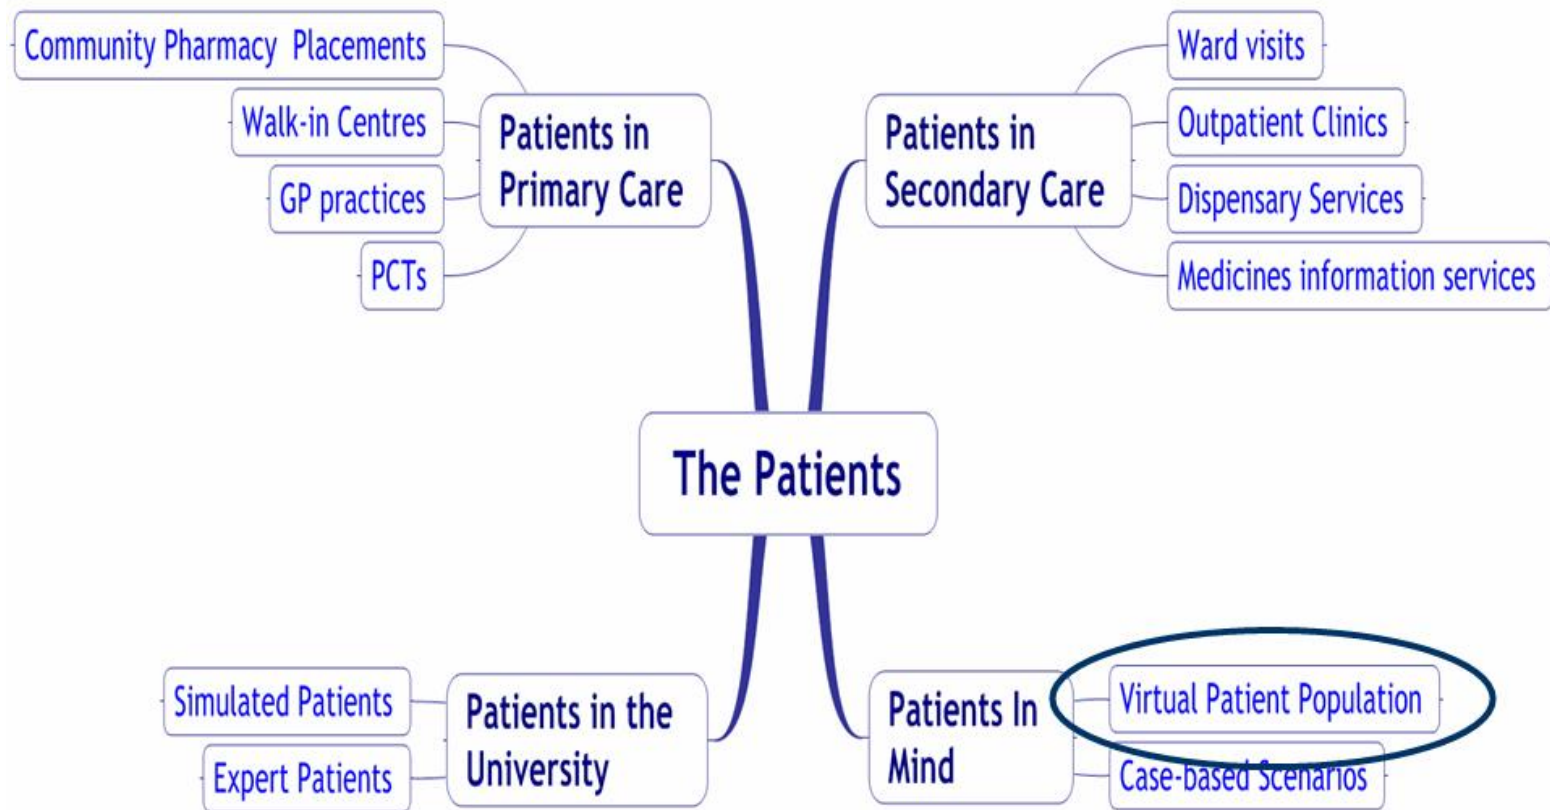 Community Pharmacy Placements
Walk-in Centres
GP practices
PCTs
Patients in
Primary Care
Patients in
Secondary Care
Ward visits
Outpatient Clinics
Dispensary Services
Medicines information services
The Patients
Simulated Patients
Expert Patients
Patients in the
University
Patients In
Mind
Virtual Patient Population
Case-based Scenarios